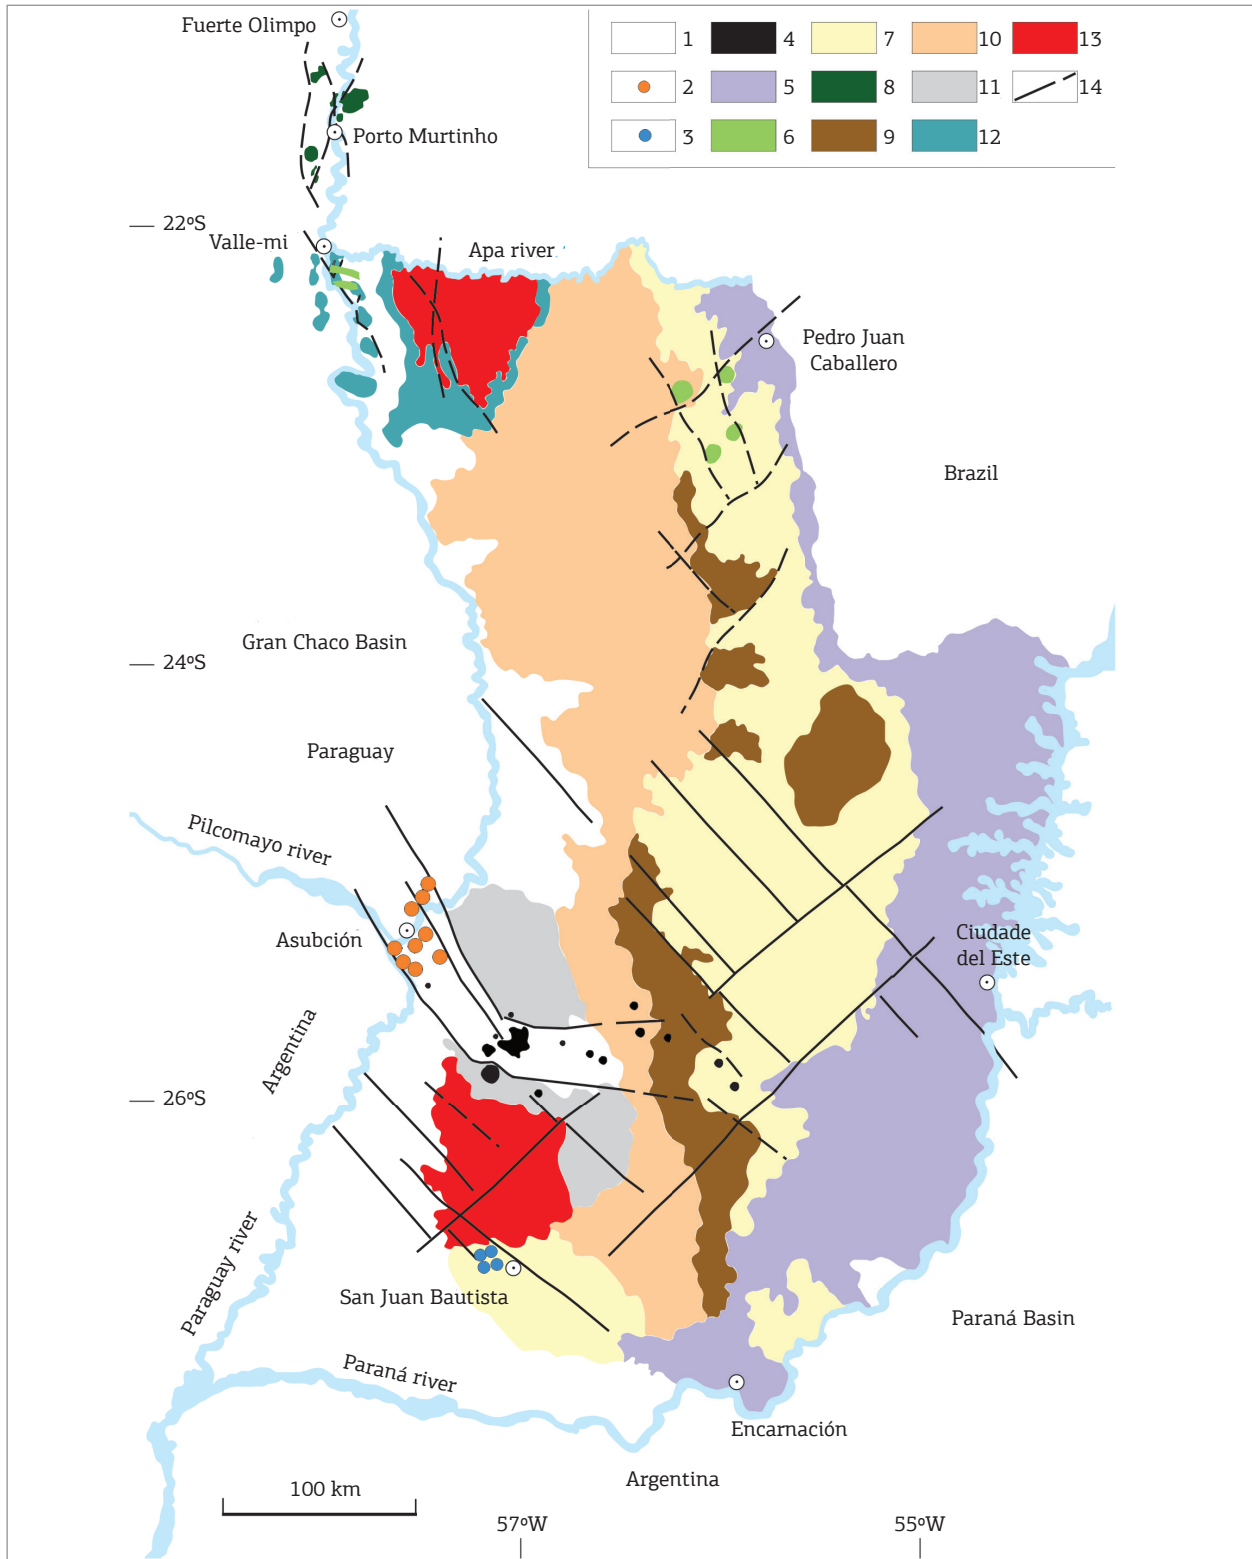 Fuerte Olimpo
1
4
7
10
13
2
5
8
11
14
3
6
9
12
Porto Murtinho
22ºS
Valle-mi
Apa river
Pedro Juan
Caballero
Brazil
Gran Chaco Basin
24ºS
Paraguay
Pilcomayo river
Asubción
Ciudade
del Este
Argentina
26ºS
Paraguay river
San Juan Bautista
Paraná Basin
Paraná river
Encarnación
Argentina
100 km
57ºW
55ºW